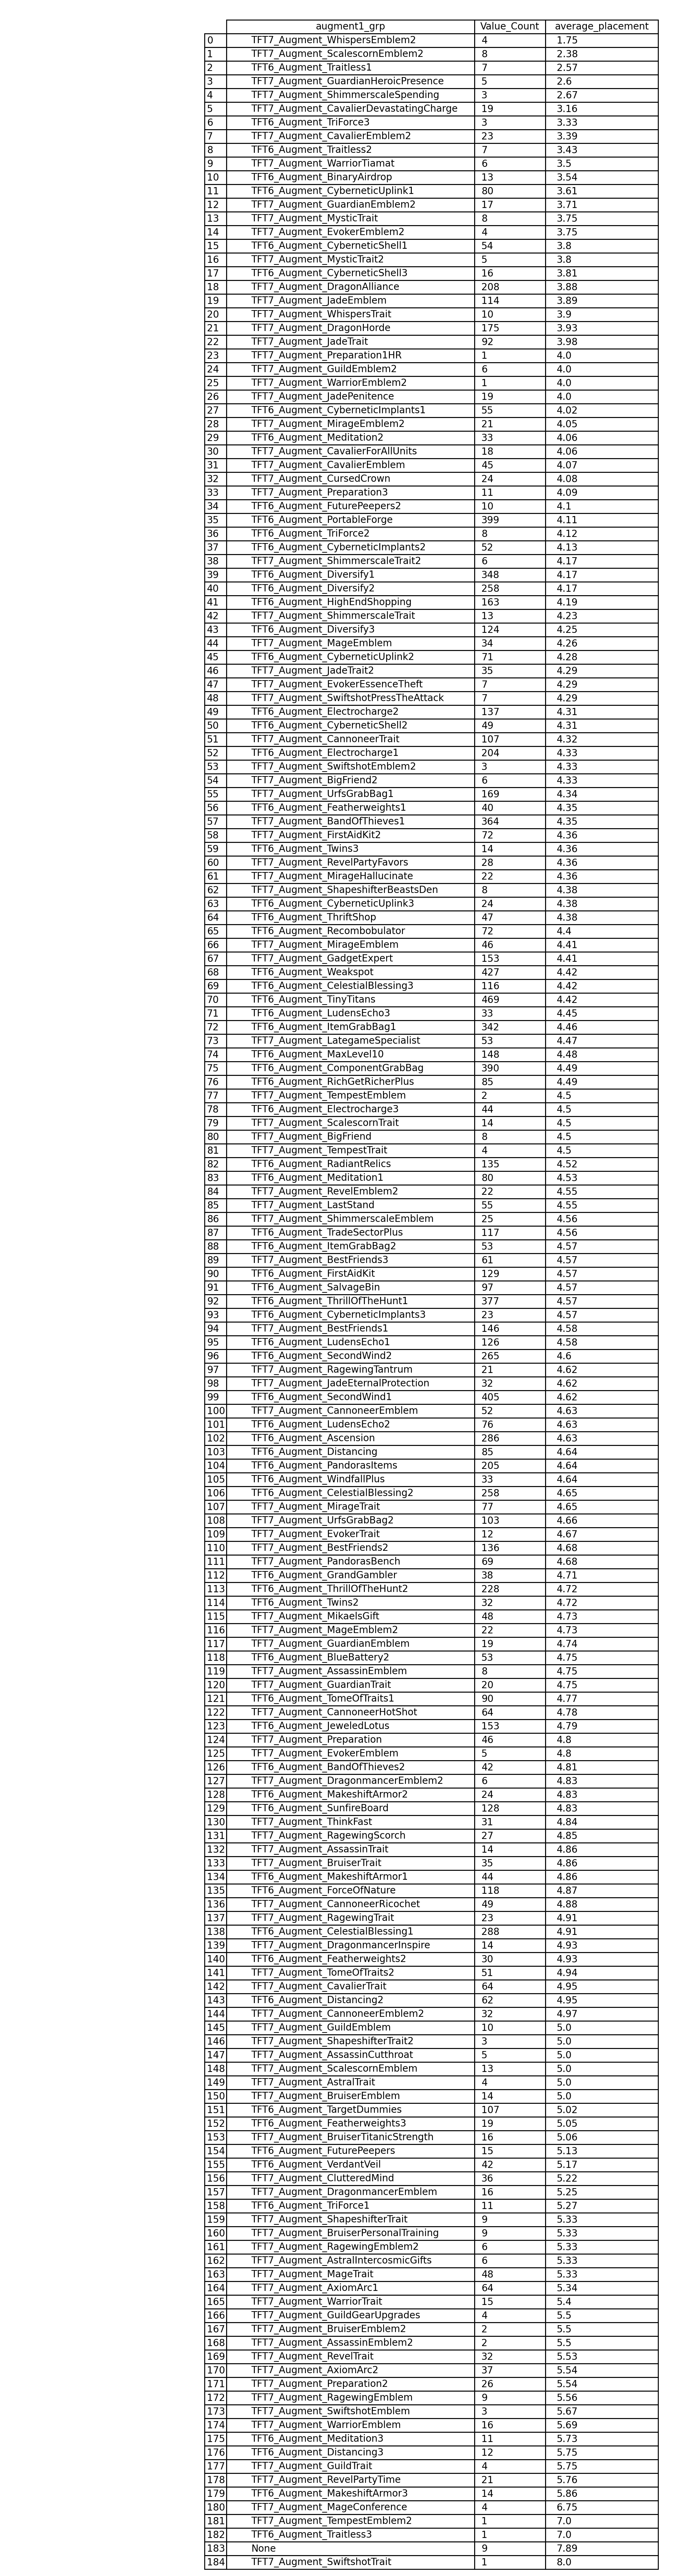 augment1_grp Value_Count average_placement
0 TFT7_Augment_WhispersEmblem2 4 1.75
1 TFT7_Augment_ScalescornEmblem2 8 2.38
2 TFT6_Augment_Traitless1 7 2.57
3 TFT7_Augment_GuardianHeroicPresence 5 2.6
4 TFT7_Augment_ShimmerscaleSpending 3 2.67
5 TFT7_Augment_CavalierDevastatingCharge 19 3.16
6 TFT6_Augment_TriForce3 3 3.33
7 TFT7_Augment_CavalierEmblem2 23 3.39
8 TFT6_Augment_Traitless2 7 3.43
9 TFT7_Augment_WarriorTiamat 6 3.5
10 TFT6_Augment_BinaryAirdrop 13 3.54
11 TFT6_Augment_CyberneticUplink1 80 3.61
12 TFT7_Augment_GuardianEmblem2 17 3.71
13 TFT7_Augment_MysticTrait 8 3.75
14 TFT7_Augment_EvokerEmblem2 4 3.75
15 TFT6_Augment_CyberneticShell1 54 3.8
16 TFT7_Augment_MysticTrait2 5 3.8
17 TFT6_Augment_CyberneticShell3 16 3.81
18 TFT7_Augment_DragonAlliance 208 3.88
19 TFT7_Augment_JadeEmblem 114 3.89
20 TFT7_Augment_WhispersTrait 10 3.9
21 TFT7_Augment_DragonHorde 175 3.93
22 TFT7_Augment_JadeTrait 92 3.98
23 TFT7_Augment_Preparation1HR 1 4.0
24 TFT7_Augment_GuildEmblem2 6 4.0
25 TFT7_Augment_WarriorEmblem2 1 4.0
26 TFT7_Augment_JadePenitence 19 4.0
27 TFT6_Augment_CyberneticImplants1 55 4.02
28 TFT7_Augment_MirageEmblem2 21 4.05
29 TFT6_Augment_Meditation2 33 4.06
30 TFT7_Augment_CavalierForAllUnits 18 4.06
31 TFT7_Augment_CavalierEmblem 45 4.07
32 TFT7_Augment_CursedCrown 24 4.08
33 TFT7_Augment_Preparation3 11 4.09
34 TFT7_Augment_FuturePeepers2 10 4.1
35 TFT6_Augment_PortableForge 399 4.11
36 TFT6_Augment_TriForce2 8 4.12
37 TFT6_Augment_CyberneticImplants2 52 4.13
38 TFT7_Augment_ShimmerscaleTrait2 6 4.17
39 TFT6_Augment_Diversify1 348 4.17
40 TFT6_Augment_Diversify2 258 4.17
41 TFT6_Augment_HighEndShopping 163 4.19
42 TFT7_Augment_ShimmerscaleTrait 13 4.23
43 TFT6_Augment_Diversify3 124 4.25
44 TFT7_Augment_MageEmblem 34 4.26
45 TFT6_Augment_CyberneticUplink2 71 4.28
46 TFT7_Augment_JadeTrait2 35 4.29
47 TFT7_Augment_EvokerEssenceTheft 7 4.29
48 TFT7_Augment_SwiftshotPressTheAttack 7 4.29
49 TFT6_Augment_Electrocharge2 137 4.31
50 TFT6_Augment_CyberneticShell2 49 4.31
51 TFT7_Augment_CannoneerTrait 107 4.32
52 TFT6_Augment_Electrocharge1 204 4.33
53 TFT7_Augment_SwiftshotEmblem2 3 4.33
54 TFT7_Augment_BigFriend2 6 4.33
55 TFT7_Augment_UrfsGrabBag1 169 4.34
56 TFT6_Augment_Featherweights1 40 4.35
57 TFT7_Augment_BandOfThieves1 364 4.35
58 TFT7_Augment_FirstAidKit2 72 4.36
59 TFT6_Augment_Twins3 14 4.36
60 TFT7_Augment_RevelPartyFavors 28 4.36
61 TFT7_Augment_MirageHallucinate 22 4.36
62 TFT7_Augment_ShapeshifterBeastsDen 8 4.38
63 TFT6_Augment_CyberneticUplink3 24 4.38
64 TFT6_Augment_ThriftShop 47 4.38
65 TFT6_Augment_Recombobulator 72 4.4
66 TFT7_Augment_MirageEmblem 46 4.41
67 TFT7_Augment_GadgetExpert 153 4.41
68 TFT6_Augment_Weakspot 427 4.42
69 TFT6_Augment_CelestialBlessing3 116 4.42
70 TFT6_Augment_TinyTitans 469 4.42
71 TFT6_Augment_LudensEcho3 33 4.45
72 TFT6_Augment_ItemGrabBag1 342 4.46
73 TFT7_Augment_LategameSpecialist 53 4.47
74 TFT6_Augment_MaxLevel10 148 4.48
75 TFT6_Augment_ComponentGrabBag 390 4.49
76 TFT6_Augment_RichGetRicherPlus 85 4.49
77 TFT7_Augment_TempestEmblem 2 4.5
78 TFT6_Augment_Electrocharge3 44 4.5
79 TFT7_Augment_ScalescornTrait 14 4.5
80 TFT7_Augment_BigFriend 8 4.5
81 TFT7_Augment_TempestTrait 4 4.5
82 TFT6_Augment_RadiantRelics 135 4.52
83 TFT6_Augment_Meditation1 80 4.53
84 TFT7_Augment_RevelEmblem2 22 4.55
85 TFT7_Augment_LastStand 55 4.55
86 TFT7_Augment_ShimmerscaleEmblem 25 4.56
87 TFT6_Augment_TradeSectorPlus 117 4.56
88 TFT6_Augment_ItemGrabBag2 53 4.57
89 TFT7_Augment_BestFriends3 61 4.57
90 TFT6_Augment_FirstAidKit 129 4.57
91 TFT6_Augment_SalvageBin 97 4.57
92 TFT6_Augment_ThrillOfTheHunt1 377 4.57
93 TFT6_Augment_CyberneticImplants3 23 4.57
94 TFT7_Augment_BestFriends1 146 4.58
95 TFT6_Augment_LudensEcho1 126 4.58
96 TFT6_Augment_SecondWind2 265 4.6
97 TFT7_Augment_RagewingTantrum 21 4.62
98 TFT7_Augment_JadeEternalProtection 32 4.62
99 TFT6_Augment_SecondWind1 405 4.62
100 TFT7_Augment_CannoneerEmblem 52 4.63
101 TFT6_Augment_LudensEcho2 76 4.63
102 TFT6_Augment_Ascension 286 4.63
103 TFT6_Augment_Distancing 85 4.64
104 TFT6_Augment_PandorasItems 205 4.64
105 TFT6_Augment_WindfallPlus 33 4.64
106 TFT6_Augment_CelestialBlessing2 258 4.65
107 TFT7_Augment_MirageTrait 77 4.65
108 TFT7_Augment_UrfsGrabBag2 103 4.66
109 TFT7_Augment_EvokerTrait 12 4.67
110 TFT7_Augment_BestFriends2 136 4.68
111 TFT7_Augment_PandorasBench 69 4.68
112 TFT6_Augment_GrandGambler 38 4.71
113 TFT6_Augment_ThrillOfTheHunt2 228 4.72
114 TFT6_Augment_Twins2 32 4.72
115 TFT7_Augment_MikaelsGift 48 4.73
116 TFT7_Augment_MageEmblem2 22 4.73
117 TFT7_Augment_GuardianEmblem 19 4.74
118 TFT6_Augment_BlueBattery2 53 4.75
119 TFT7_Augment_AssassinEmblem 8 4.75
120 TFT7_Augment_GuardianTrait 20 4.75
121 TFT6_Augment_TomeOfTraits1 90 4.77
122 TFT7_Augment_CannoneerHotShot 64 4.78
123 TFT6_Augment_JeweledLotus 153 4.79
124 TFT7_Augment_Preparation 46 4.8
125 TFT7_Augment_EvokerEmblem 5 4.8
126 TFT6_Augment_BandOfThieves2 42 4.81
127 TFT7_Augment_DragonmancerEmblem2 6 4.83
128 TFT6_Augment_MakeshiftArmor2 24 4.83
129 TFT6_Augment_SunfireBoard 128 4.83
130 TFT7_Augment_ThinkFast 31 4.84
131 TFT7_Augment_RagewingScorch 27 4.85
132 TFT7_Augment_AssassinTrait 14 4.86
133 TFT7_Augment_BruiserTrait 35 4.86
134 TFT6_Augment_MakeshiftArmor1 44 4.86
135 TFT6_Augment_ForceOfNature 118 4.87
136 TFT7_Augment_CannoneerRicochet 49 4.88
137 TFT7_Augment_RagewingTrait 23 4.91
138 TFT6_Augment_CelestialBlessing1 288 4.91
139 TFT7_Augment_DragonmancerInspire 14 4.93
140 TFT6_Augment_Featherweights2 30 4.93
141 TFT7_Augment_TomeOfTraits2 51 4.94
142 TFT7_Augment_CavalierTrait 64 4.95
143 TFT6_Augment_Distancing2 62 4.95
144 TFT7_Augment_CannoneerEmblem2 32 4.97
145 TFT7_Augment_GuildEmblem 10 5.0
146 TFT7_Augment_ShapeshifterTrait2 3 5.0
147 TFT7_Augment_AssassinCutthroat 5 5.0
148 TFT7_Augment_ScalescornEmblem 13 5.0
149 TFT7_Augment_AstralTrait 4 5.0
150 TFT7_Augment_BruiserEmblem 14 5.0
151 TFT6_Augment_TargetDummies 107 5.02
152 TFT6_Augment_Featherweights3 19 5.05
153 TFT7_Augment_BruiserTitanicStrength 16 5.06
154 TFT7_Augment_FuturePeepers 15 5.13
155 TFT6_Augment_VerdantVeil 42 5.17
156 TFT7_Augment_ClutteredMind 36 5.22
157 TFT7_Augment_DragonmancerEmblem 16 5.25
158 TFT6_Augment_TriForce1 11 5.27
159 TFT7_Augment_ShapeshifterTrait 9 5.33
160 TFT7_Augment_BruiserPersonalTraining 9 5.33
161 TFT7_Augment_RagewingEmblem2 6 5.33
162 TFT7_Augment_AstralIntercosmicGifts 6 5.33
163 TFT7_Augment_MageTrait 48 5.33
164 TFT7_Augment_AxiomArc1 64 5.34
165 TFT7_Augment_WarriorTrait 15 5.4
166 TFT7_Augment_GuildGearUpgrades 4 5.5
167 TFT7_Augment_BruiserEmblem2 2 5.5
168 TFT7_Augment_AssassinEmblem2 2 5.5
169 TFT7_Augment_RevelTrait 32 5.53
170 TFT7_Augment_AxiomArc2 37 5.54
171 TFT7_Augment_Preparation2 26 5.54
172 TFT7_Augment_RagewingEmblem 9 5.56
173 TFT7_Augment_SwiftshotEmblem 3 5.67
174 TFT7_Augment_WarriorEmblem 16 5.69
175 TFT6_Augment_Meditation3 11 5.73
176 TFT6_Augment_Distancing3 12 5.75
177 TFT7_Augment_GuildTrait 4 5.75
178 TFT7_Augment_RevelPartyTime 21 5.76
179 TFT6_Augment_MakeshiftArmor3 14 5.86
180 TFT7_Augment_MageConference 4 6.75
181 TFT7_Augment_TempestEmblem2 1 7.0
182 TFT6_Augment_Traitless3 1 7.0
183 None 9 7.89
184 TFT7_Augment_SwiftshotTrait 1 8.0